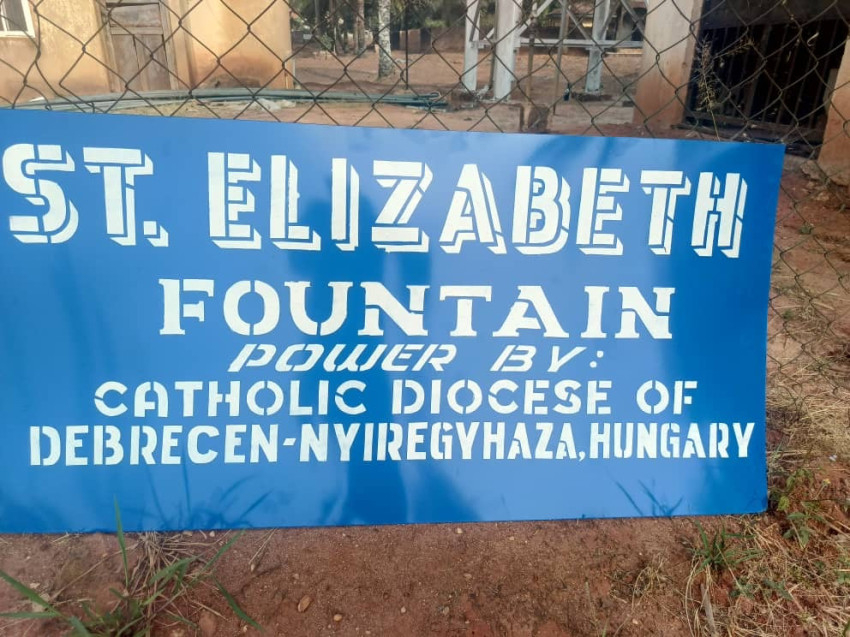 ST. ELIZABETH
FOUNTAIN
POWER BY:
CATHOLIC DIOCESE OF
DEBRECEN-NYIREGYHAZA, HUNGARY